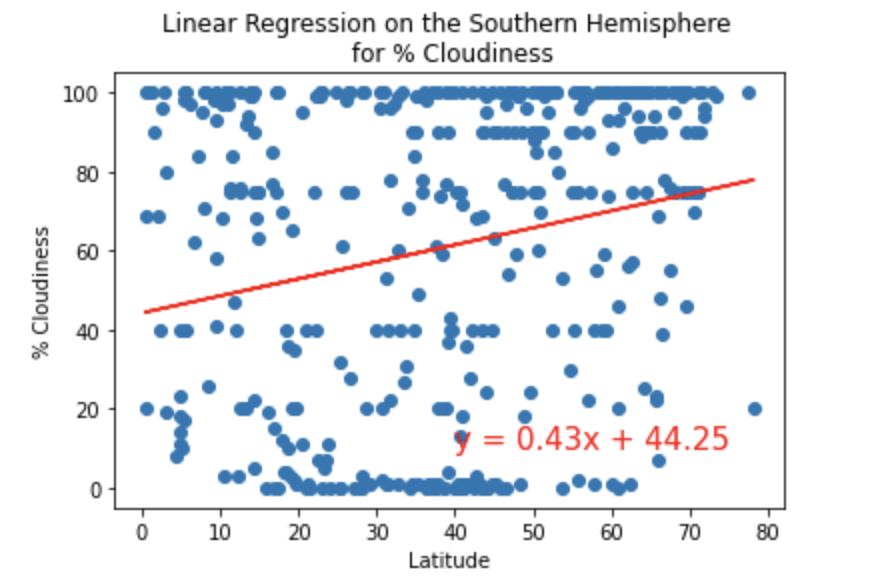 Linear Regression on the Southern Hemisphere
for % Cloudiness
100
80
60
40
20
0
% Cloudiness
y = 0.43x + 44.25
0 10 20 30 40 50 60 70 80
Latitude